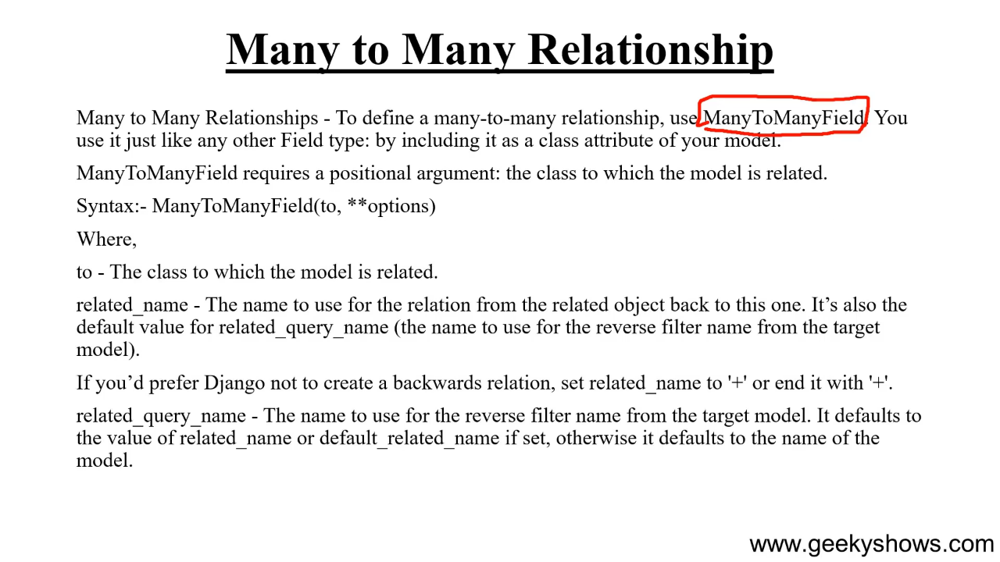 Many to Many Relationship
Many to Many Relationships - To define a many-to-many relationship, use ManyToManyField. You
use it just like any other Field type: by including it as a class attribute of your model.
ManyToManyField requires a positional argument: the class to which the model is related.
Syntax:- ManyToManyField(to, **options)
Where,
to - The class to which the model is related.
related_name - The name to use for the relation from the related object back to this one. It’s also the
default value for related_query_name (the name to use for the reverse filter name from the target
model).
If you’d prefer Django not to create a backwards relation, set related_name to '+' or end it with '+'.
related_query_name - The name to use for the reverse filter name from the target model. It defaults to
the value of related_name or default_related_name if set, otherwise it defaults to the name of the
model.
www.geekyshows.com